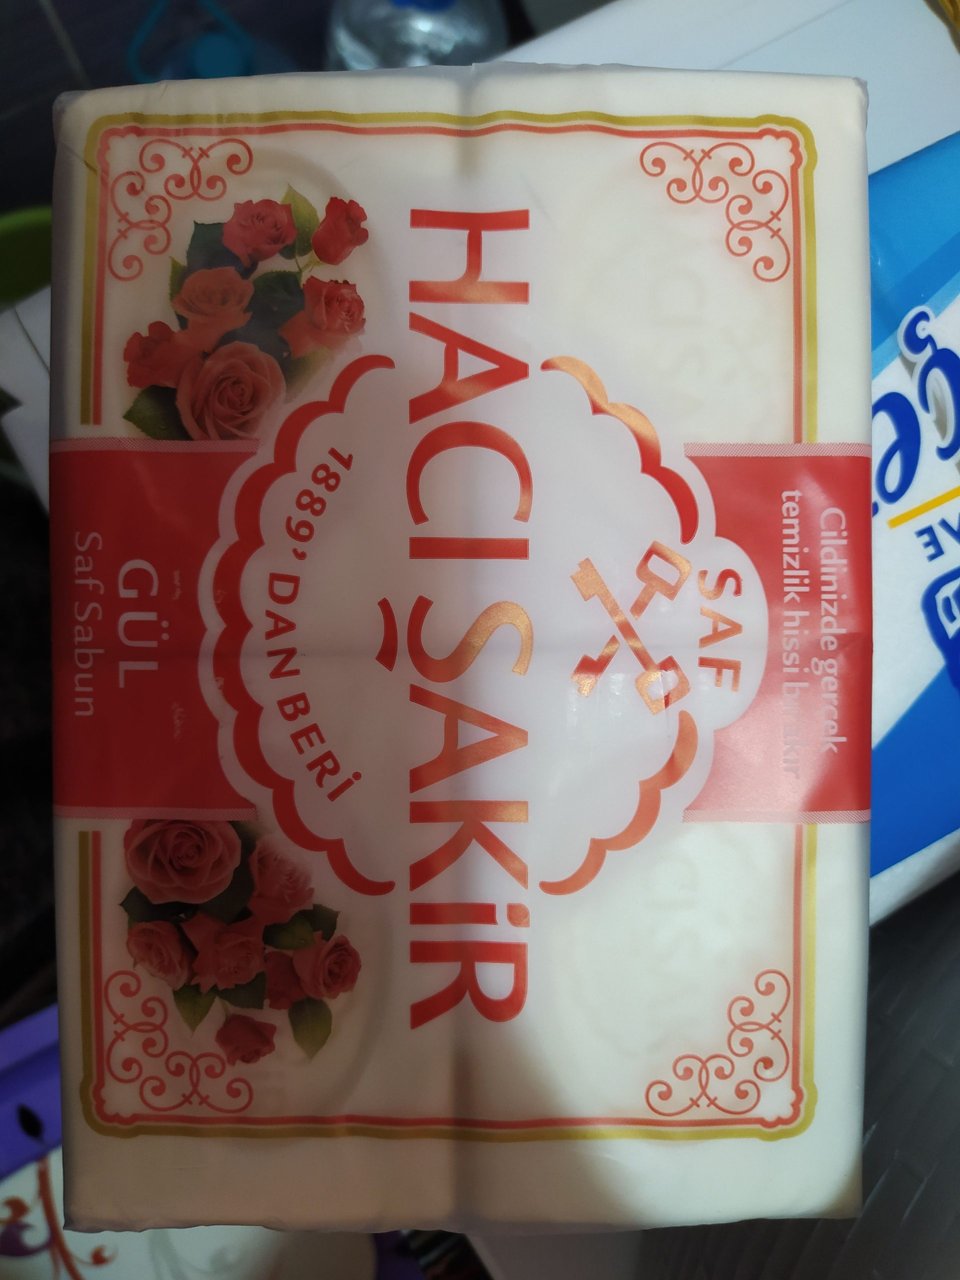 Cildinizde gerçek
temizlik hissi bırakır
SAF
HACI ŞAKİR
1889' DAN BERİ
GÜL
Saf Sabun